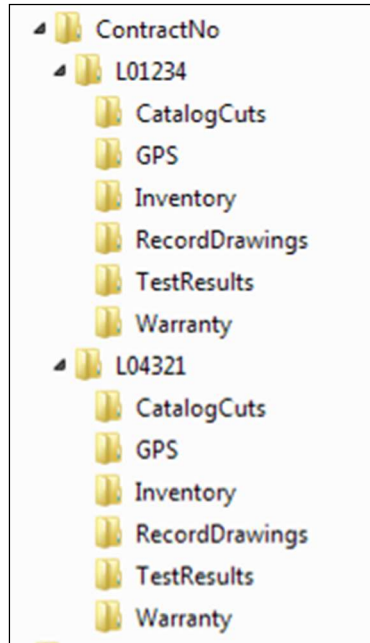 ContractNo
L01234
CatalogCuts
GPS
Inventory
RecordDrawings
TestResults
Warranty
L04321
CatalogCuts
GPS
Inventory
RecordDrawings
TestResults
Warranty